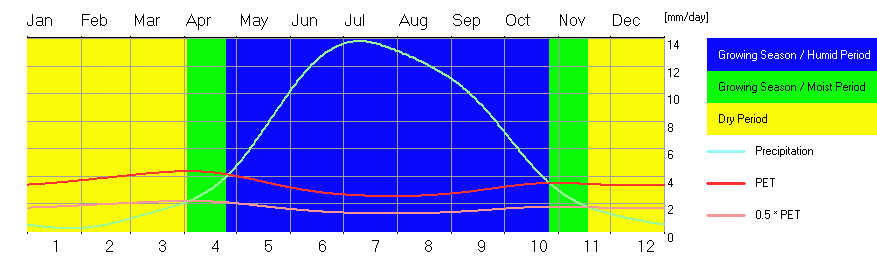 Jan Feb Mar Apr May Jun Jul Aug Sep Oct Nov Dec [mm/day]
14
Growing Season / Humid Period
12
Growing Season / Moist Period
10
Dry Period
8
Precipitation
6
PET
4
0.5 * PET
2
0
1 2 3 4 5 6 7 8 9 10 11 12